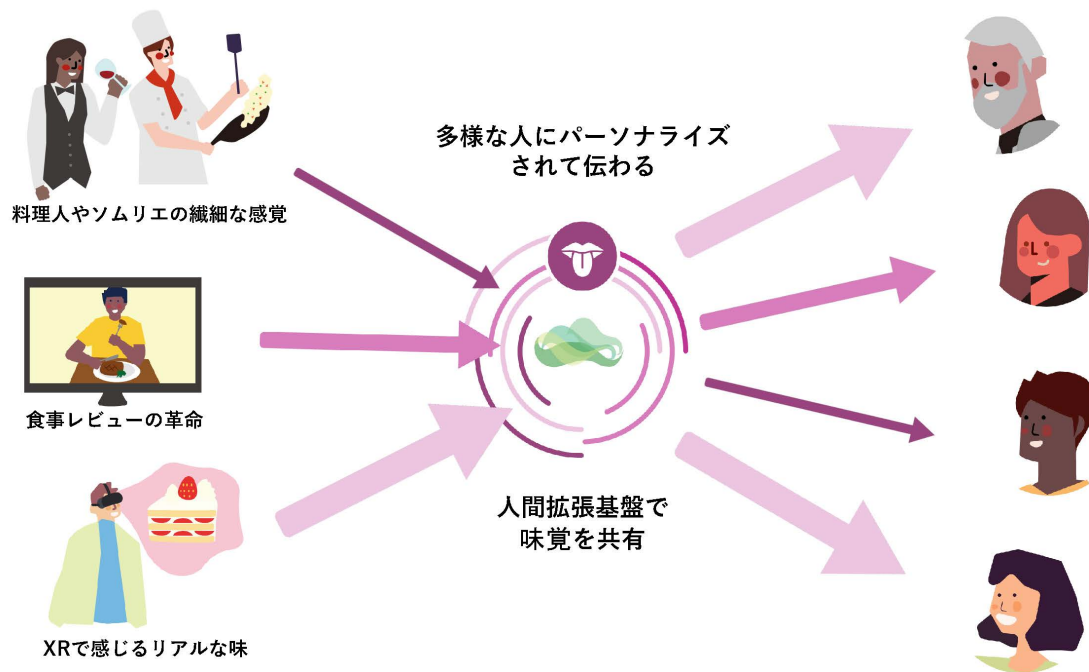 料理人やソムリエの繊細な感覚
食事レビューの革命
XRで感じるリアルな味
多様な人にパーソナライズ
されて伝わる
人間拡張基盤で
味覚を共有